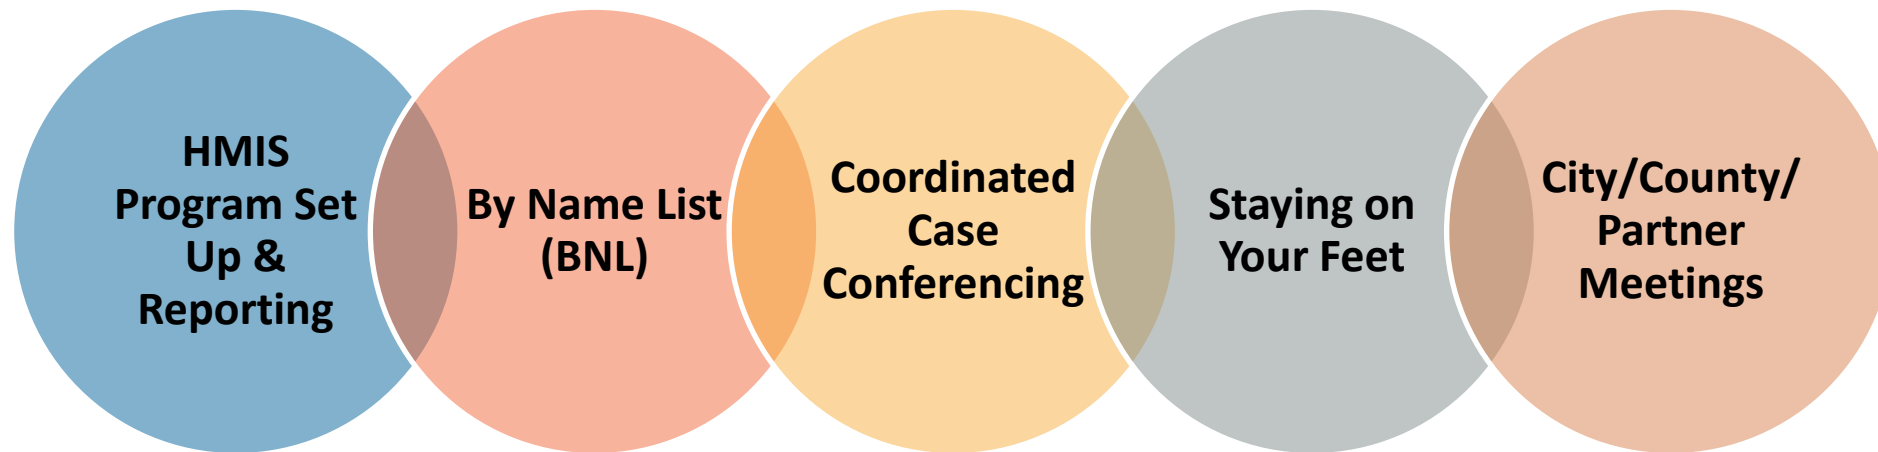 HMIS
Program Set
Up &
Reporting
By Name List
(BNL)
Coordinated
Case
Conferencing
Staying on
Your Feet
City/County/
Partner
Meetings